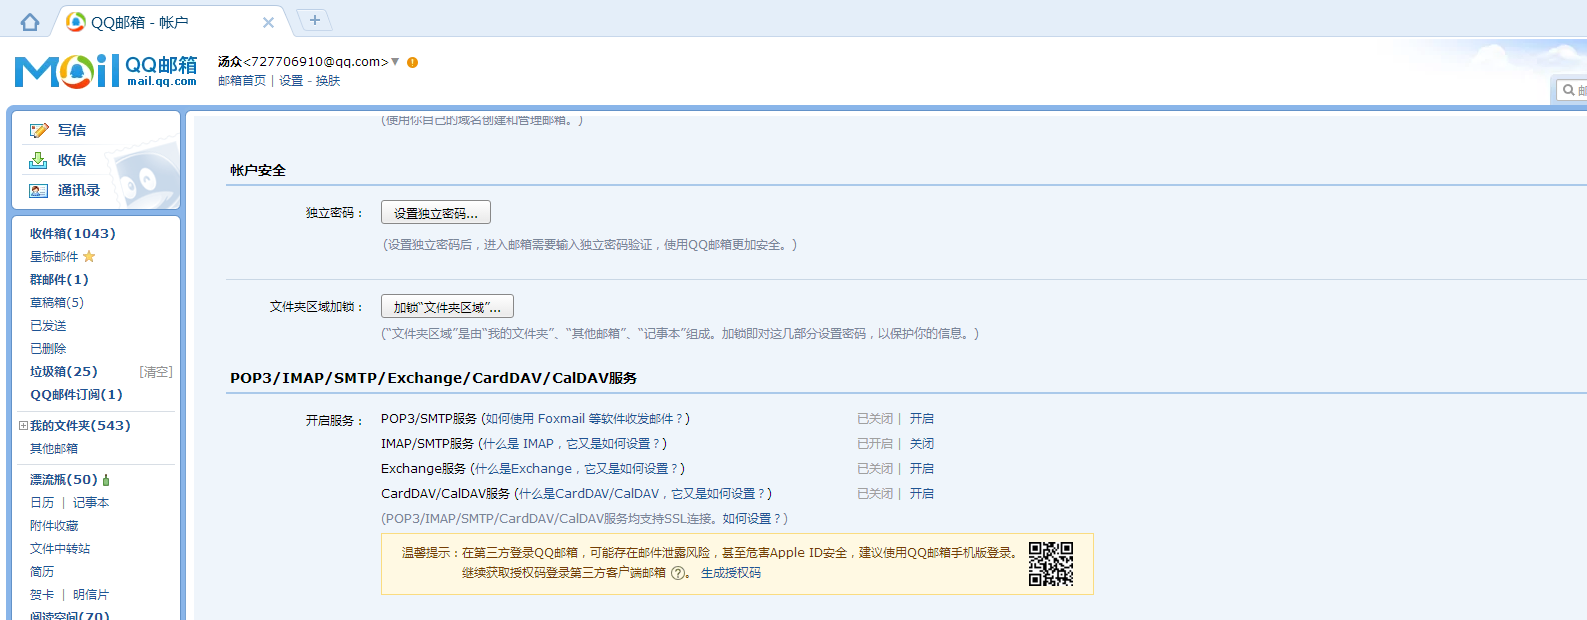 QQ邮箱 - 帐户
Mail QQ邮箱
mail.qq.com
汤众<727706910@qq.com>
邮箱首页 | 设置 - 换肤
邮
写信
收信
通讯录
收件箱(1043)
星标邮件
群邮件(1)
草稿箱(5)
已发送
已删除
垃圾箱(25) [清空]
QQ邮件订阅(1)
我的文件夹(543)
其他邮箱
漂流瓶(50)
日历 | 记事本
附件收藏
文件中转站
简历
贺卡 | 明信片
阅读空间(70)
(使用你自己的域名创建和管理邮箱。)
帐户安全
独立密码： 设置独立密码...
(设置独立密码后，进入邮箱需要输入独立密码验证，使用QQ邮箱更加安全。)
文件夹区域加锁： 加锁“文件夹区域”...
(“文件夹区域”是由“我的文件夹”、“其他邮箱”、“记事本”组成。加锁即对这几部分设置密码，以保护你的信息。)
POP3/IMAP/SMTP/Exchange/CardDAV/CalDAV服务
开启服务： POP3/SMTP服务 (如何使用 Foxmail 等软件收发邮件？) 已关闭 | 开启
IMAP/SMTP服务 (什么是 IMAP，它又是如何设置？) 已开启 | 关闭
Exchange服务 (什么是Exchange，它又是如何设置？) 已关闭 | 开启
CardDAV/CalDAV服务 (什么是CardDAV/CalDAV，它又是如何设置？) 已关闭 | 开启
(POP3/IMAP/SMTP/CardDAV/CalDAV服务均支持SSL连接。如何设置？)
温馨提示：在第三方登录QQ邮箱，可能存在邮件泄露风险，甚至危害Apple ID安全，建议使用QQ邮箱手机版登录。
继续获取授权码登录第三方客户端邮箱 ?。 生成授权码